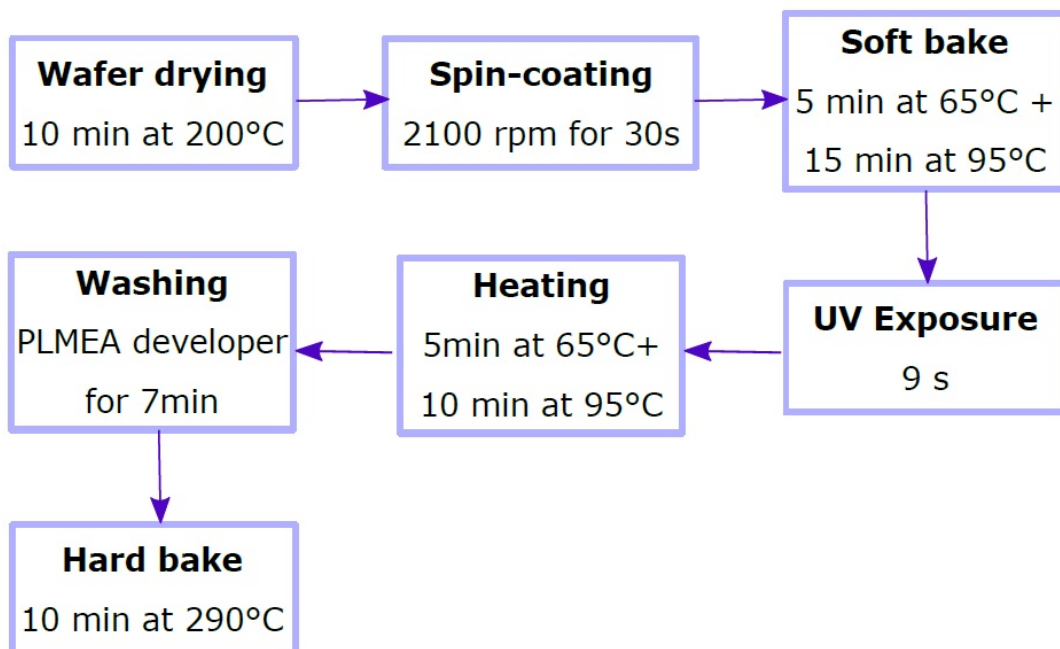 Wafer drying
10 min at 200°C
Spin-coating
2100 rpm for 30s
Soft bake
5 min at 65°C +
15 min at 95°C
UV Exposure
9 s
Heating
5min at 65°C+
10 min at 95°C
Washing
PLMEA developer
for 7min
Hard bake
10 min at 290°C